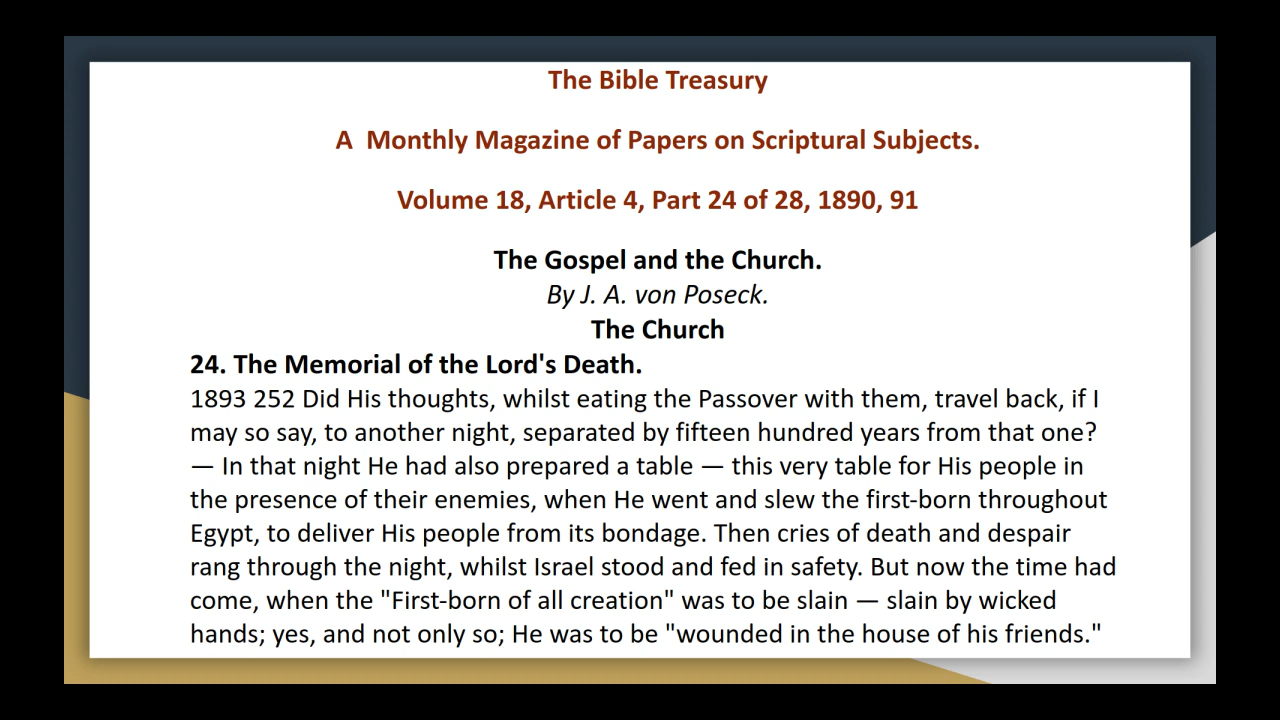 The Bible Treasury
A  Monthly Magazine of Papers on Scriptural Subjects.
Volume 18, Article 4, Part 24 of 28, 1890, 91
The Gospel and the Church.
By J. A. von Poseck.
The Church
24. The Memorial of the Lord's Death.
1893 252 Did His thoughts, whilst eating the Passover with them, travel back, if I
may so say, to another night, separated by fifteen hundred years from that one?
— In that night He had also prepared a table — this very table for His people in
the presence of their enemies, when He went and slew the first-born throughout
Egypt, to deliver His people from its bondage. Then cries of death and despair
rang through the night, whilst Israel stood and fed in safety. But now the time had
come, when the "First-born of all creation" was to be slain — slain by wicked
hands; yes, and not only so; He was to be "wounded in the house of his friends."